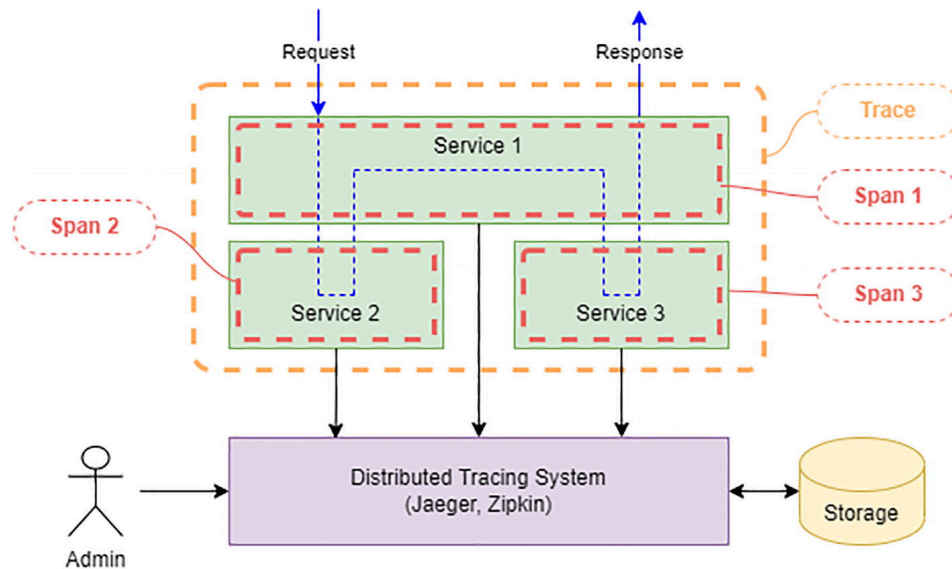 Request
Response
Trace
Service 1
Span 1
Span 2
Service 2
Service 3
Span 3
Distributed Tracing System
(Jaeger, Zipkin)
Storage
Admin